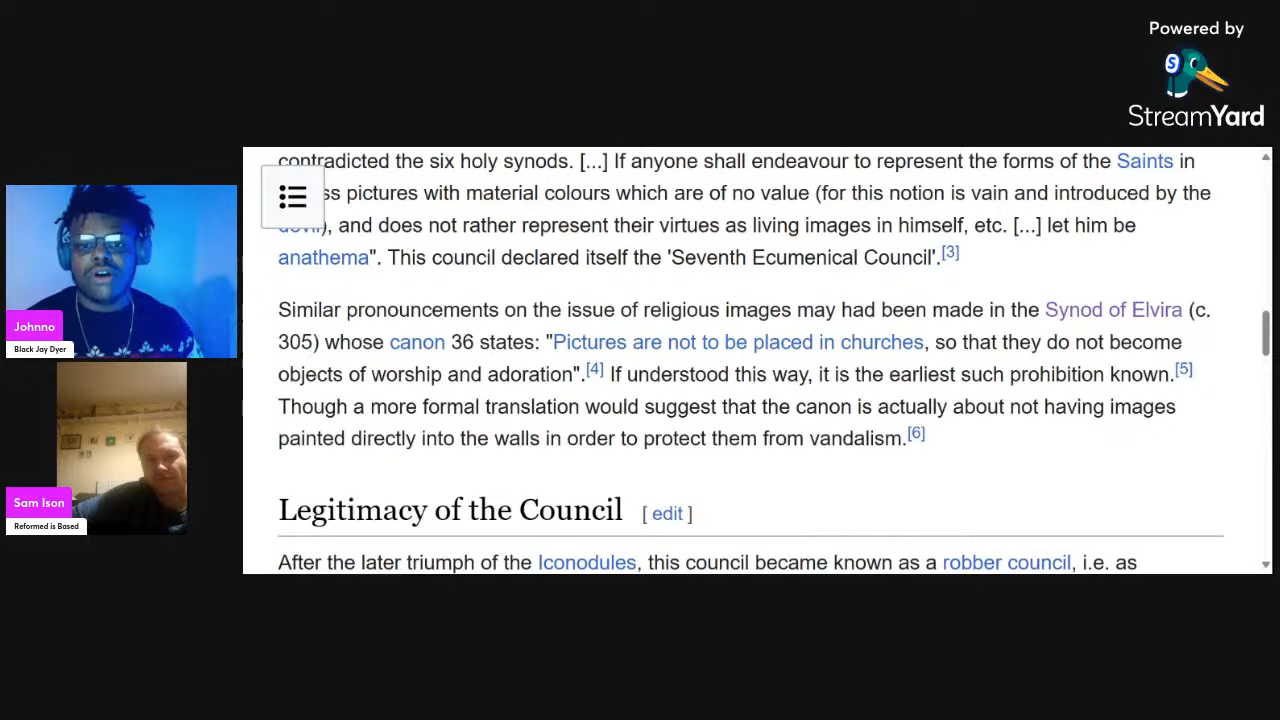 Powered by
StreamYard
contradicted the six holy synods. [...] If anyone shall endeavour to represent the forms of the Saints in
ss pictures with material colours which are of no value (for this notion is vain and introduced by the
devil), and does not rather represent their virtues as living images in himself, etc. [...] let him be
anathema". This council declared itself the 'Seventh Ecumenical Council'.[3]
Similar pronouncements on the issue of religious images may had been made in the Synod of Elvira (c.
305) whose canon 36 states: "Pictures are not to be placed in churches, so that they do not become
objects of worship and adoration".[4] If understood this way, it is the earliest such prohibition known.[5]
Though a more formal translation would suggest that the canon is actually about not having images
painted directly into the walls in order to protect them from vandalism.[6]
Legitimacy of the Council [ edit ]
After the later triumph of the Iconodules, this council became known as a robber council, i.e. as
Johnno
Black Jay Dyer
Sam Ison
Reformed is Based